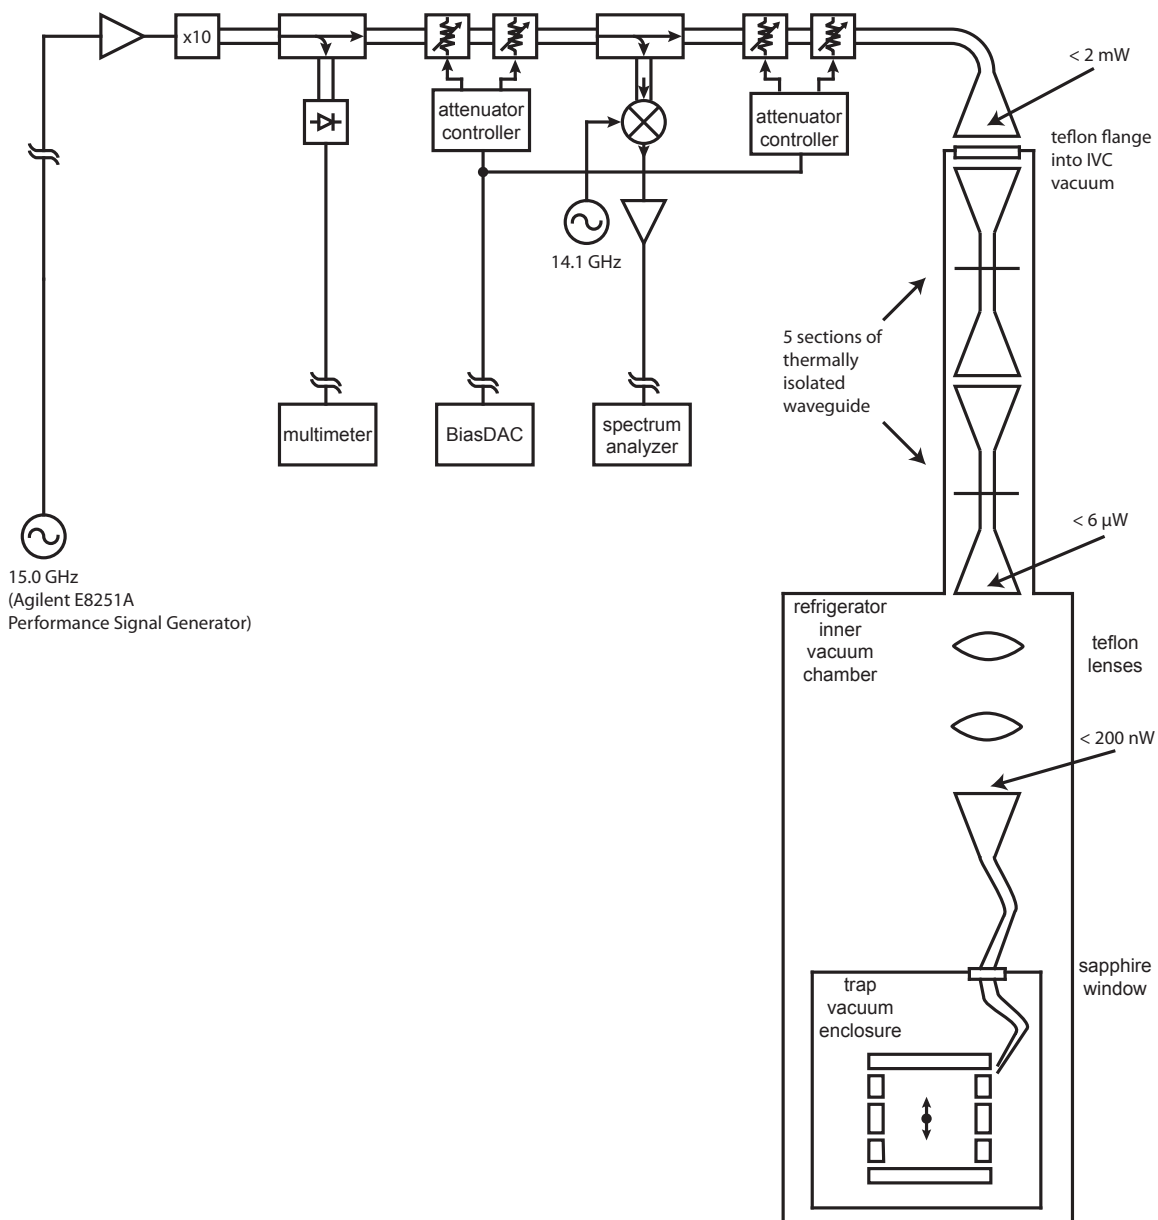 x10
< 2 mW
attenuator
controller
attenuator
controller
teflon flange
into IVC
vacuum
14.1 GHz
5 sections of
thermally
isolated
waveguide
multimeter
BiasDAC
spectrum
analyzer
< 6 μW
15.0 GHz
(Agilent E8251A
Performance Signal Generator)
refrigerator
inner
vacuum
chamber
teflon
lenses
< 200 nW
sapphire
window
trap
vacuum
enclosure